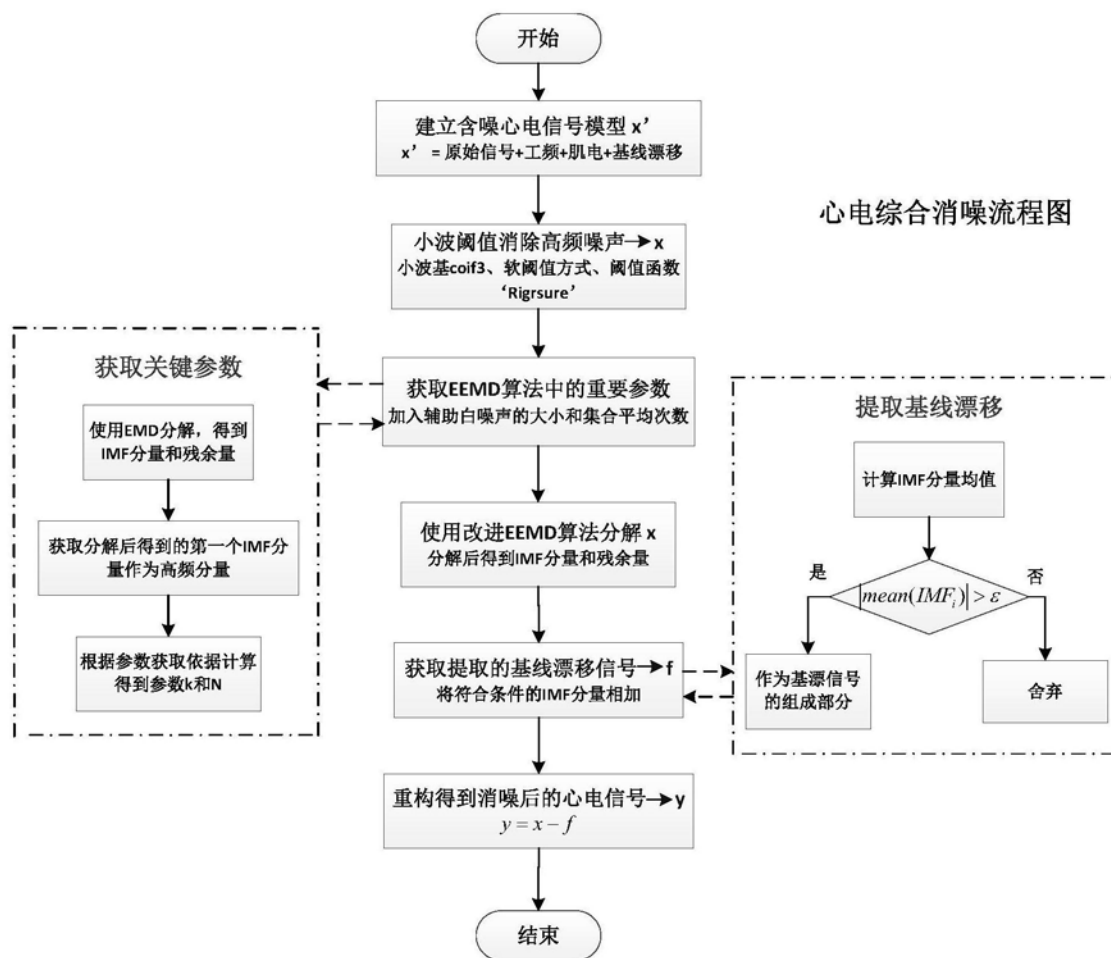 开始
建立含噪心电信号模型 x’
x’ = 原始信号+工频+肌电+基线漂移
心电综合消噪流程图
小波阈值消除高频噪声→x
小波基coif3、软阈值方式、阈值函数
‘Rigrsure’
获取关键参数
使用EMD分解，得到
IMF分量和残余量
获取分解后得到的第一个IMF分
量作为高频分量
根据参数获取依据计算
得到参数k和N
获取EEMD算法中的重要参数
加入辅助白噪声的大小和集合平均次数
使用改进EEMD算法分解 x
分解后得到IMF分量和残余量
获取提取的基线漂移信号→f
将符合条件的IMF分量相加
提取基线漂移
计算IMF分量均值
是
否
|mean(IMF_i)| > ε
作为基漂信号
的组成部分
舍弃
重构得到消噪后的心电信号→y
y = x − f
结束